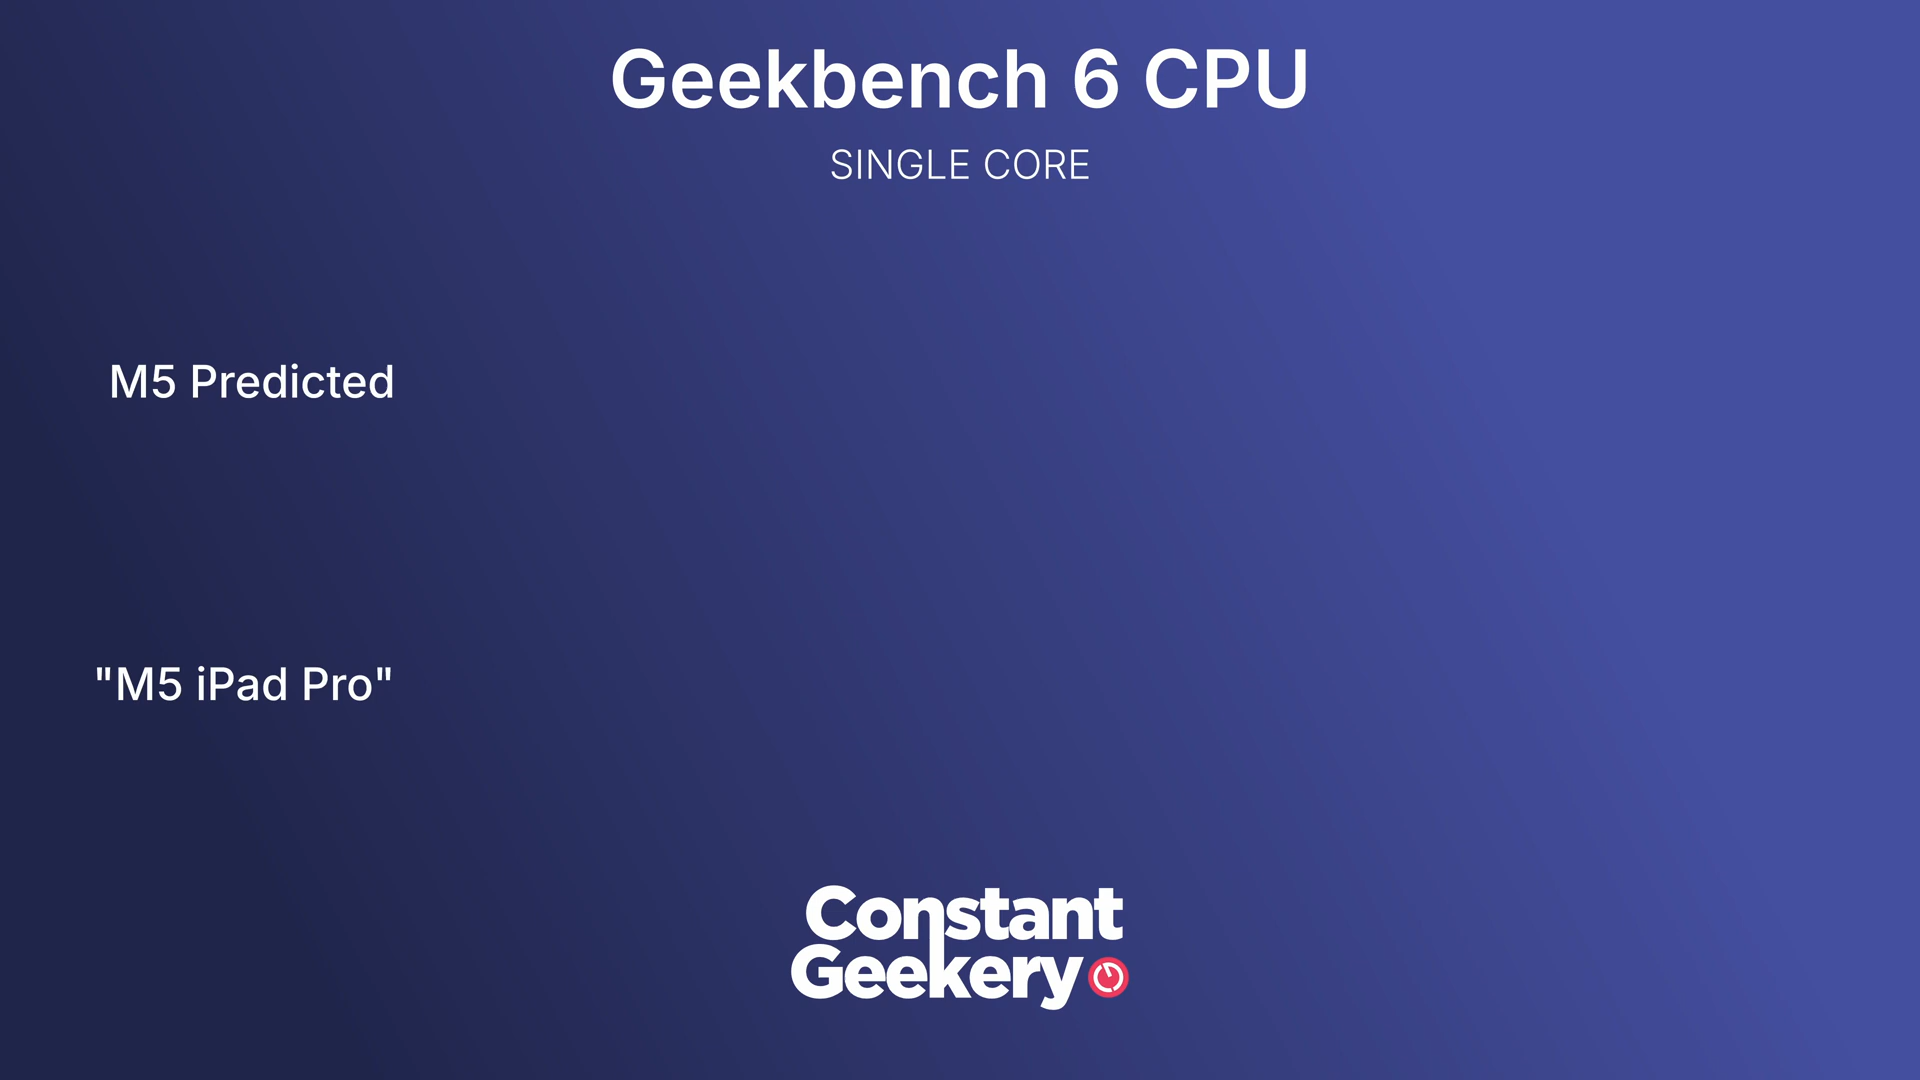 Geekbench 6 CPU
SINGLE CORE
M5 Predicted
"M5 iPad Pro"
Constant
Geekery